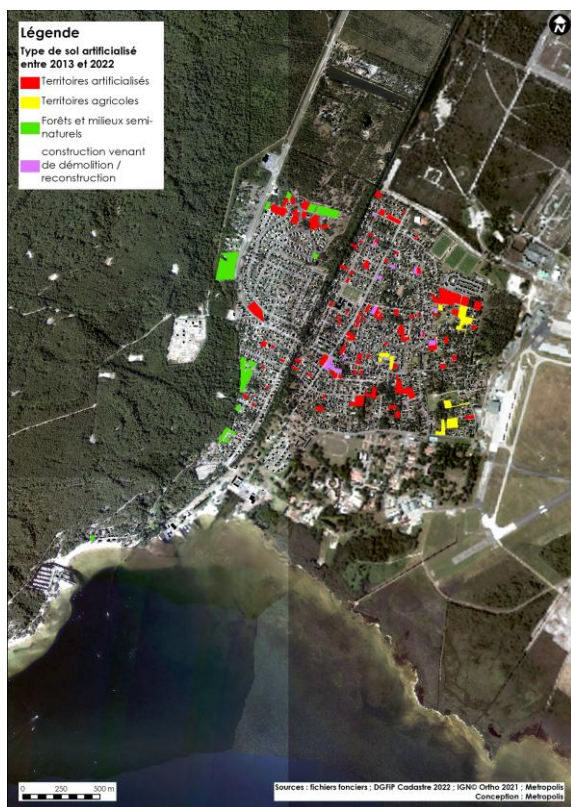 N
Légende
Type de sol artificialisé
entre 2013 et 2022
Territoires artificialisés
Territoires agricoles
Forêts et milieux semi-
naturels
construction venant
de démolition /
reconstruction
0 250 500 m
Sources : fichiers fonciers ; DGFiP Cadastre 2022 ; IGN© Ortho 2021 ; Metropolis
Conception : Metropolis